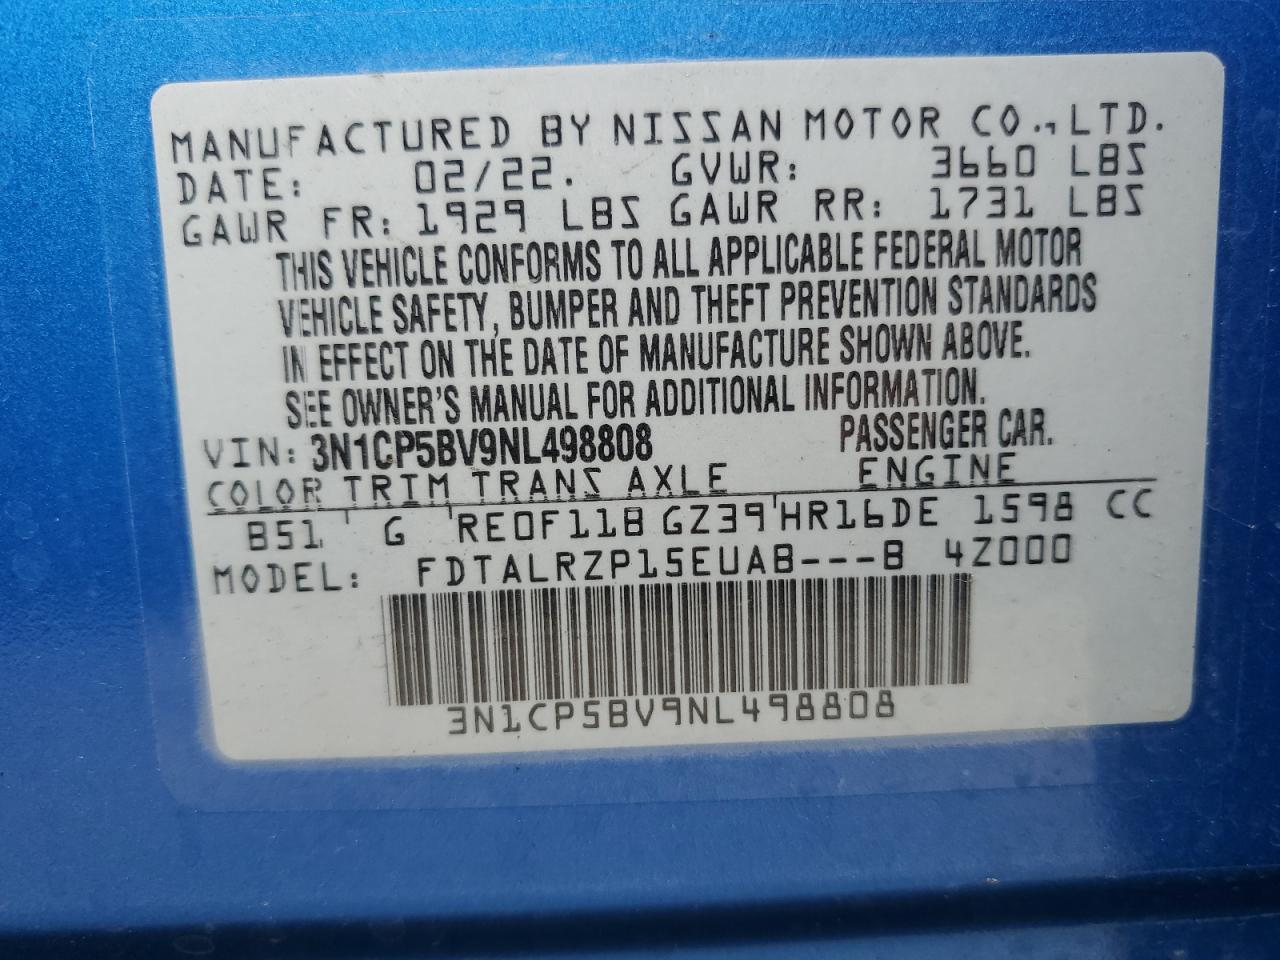 MANUFACTURED BY NISSAN MOTOR CO., LTD.
DATE: 02/22. GVWR: 3660 LBS
GAWR FR: 1929 LBS GAWR RR: 1731 LBS
THIS VEHICLE CONFORMS TO ALL APPLICABLE FEDERAL MOTOR
VEHICLE SAFETY, BUMPER AND THEFT PREVENTION STANDARDS
IN EFFECT ON THE DATE OF MANUFACTURE SHOWN ABOVE.
SEE OWNER'S MANUAL FOR ADDITIONAL INFORMATION.
VIN: 3N1CP5BV9NL498808 PASSENGER CAR.
COLOR TRIM TRANS AXLE ENGINE
B51 G RE0F11B GZ39 HR16DE 1598 CC
MODEL: FDTALRZP15EUAB---B 4Z000
3N1CP5BV9NL498808